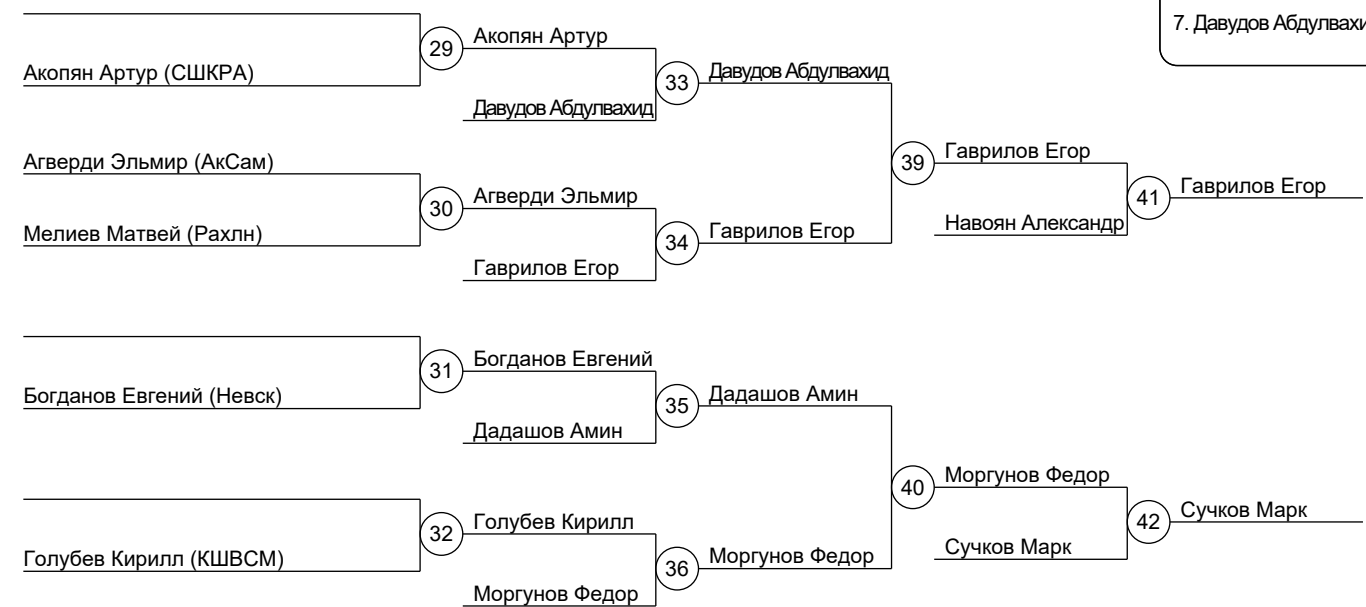 7. Давудов Абдулвахи
29
Акопян Артур
Акопян Артур (СШКРА)
33
Давудов Абдулвахид
Давудов Абдулвахид
Агверди Эльмир (АкСам)
39
Гаврилов Егор
30
Агверди Эльмир
41
Гаврилов Егор
Мелиев Матвей (Рахлн)
34
Гаврилов Егор
Навоян Александр
Гаврилов Егор
31
Богданов Евгений
Богданов Евгений (Невск)
35
Дадашов Амин
Дадашов Амин
40
Моргунов Федор
32
Голубев Кирилл
42
Сучков Марк
Голубев Кирилл (КШВСМ)
36
Моргунов Федор
Сучков Марк
Моргунов Федор